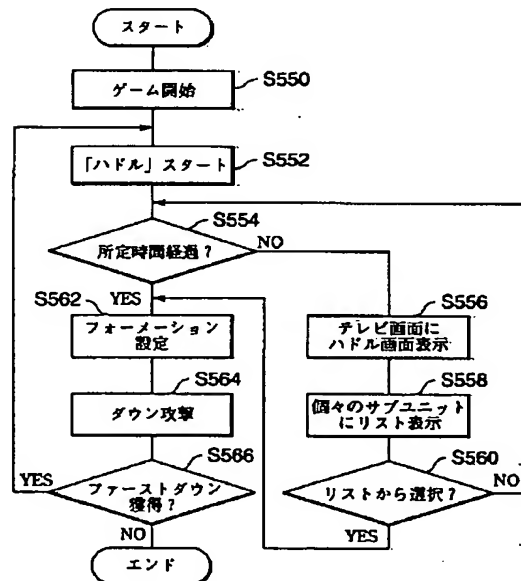 スタート
ゲーム開始
S550
「ハドル」スタート
S552
所定時間経過？
S554
NO
YES
S562
フォーメーション
設定
S556
テレビ画面に
ハドル画面表示
S564
ダウン攻撃
S558
個々のサブユニット
にリスト表示
S566
ファーストダウン
獲得？
YES
NO
S560
リストから選択？
NO
YES
エンド